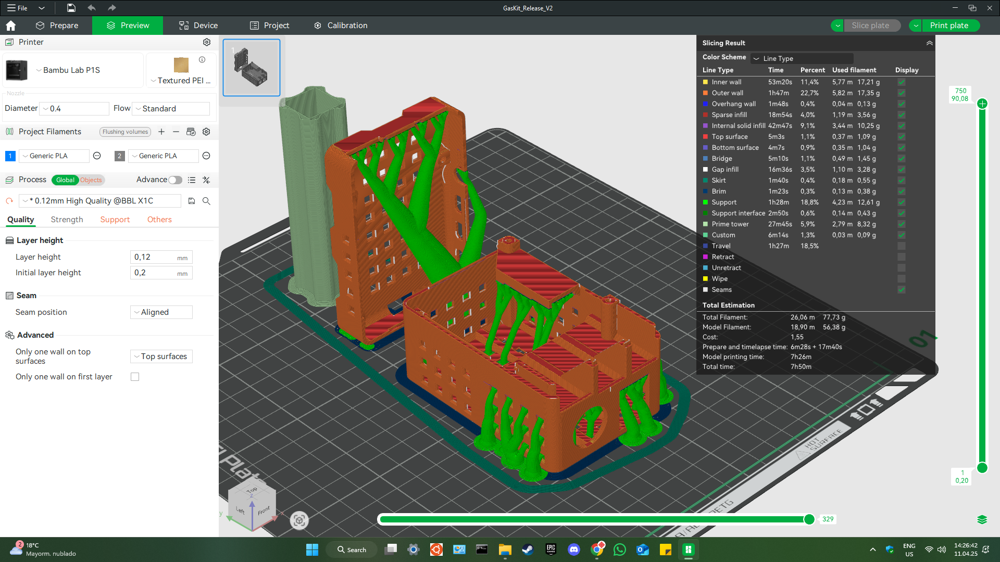 File
GasKit_Release_V2
Prepare
Preview
Device
Project
Calibration
Slice plate
Print plate
Printer
Bambu Lab P1S
Textured PEI ...
Nozzle
Diameter
0.4
Flow
Standard
Project Filaments
Flushing volumes
1
Generic PLA
2
Generic PLA
Process
Global
Objects
Advance
* 0.12mm High Quality @BBL X1C
Quality
Strength
Support
Others
Layer height
Layer height
0,12 mm
Initial layer height
0,2 mm
Seam
Seam position
Aligned
Advanced
Only one wall on top
surfaces
Top surfaces
Only one wall on first layer
1
Slicing Result
Color Scheme
Line Type
Line Type Time Percent Used filament Display
Inner wall 53m20s 11,4% 5,77 m 17,21 g
Outer wall 1h47m 22,7% 5,82 m 17,35 g
Overhang wall 1m48s 0,4% 0,04 m 0,13 g
Sparse infill 18m54s 4,0% 1,19 m 3,56 g
Internal solid infill 42m47s 9,1% 3,44 m 10,25 g
Top surface 5m3s 1,1% 0,37 m 1,09 g
Bottom surface 4m7s 0,9% 0,35 m 1,04 g
Bridge 5m10s 1,1% 0,49 m 1,45 g
Gap infill 16m36s 3,5% 1,10 m 3,28 g
Skirt 1m40s 0,4% 0,18 m 0,55 g
Brim 1m23s 0,3% 0,13 m 0,38 g
Support 1h28m 18,8% 4,23 m 12,61 g
Support interface 2m50s 0,6% 0,14 m 0,43 g
Prime tower 27m45s 5,9% 2,79 m 8,32 g
Custom 6m14s 1,3% 0,03 m 0,09 g
Travel 1h27m 18,5%
Retract
Unretract
Wipe
Seams
Total Estimation
Total Filament: 26,06 m 77,73 g
Model Filament: 18,90 m 56,38 g
Cost: 1,55
Prepare and timelapse time: 6m28s + 17m40s
Model printing time: 7h26m
Total time: 7h50m
750
90,08
1
0,20
01
HOT
SURFACE
Top
Left
Front
z
y
329
2
18°C
Mayorm. nublado
Search
EPIC
GAMES
ENG
US
14:26:42
11.04.25